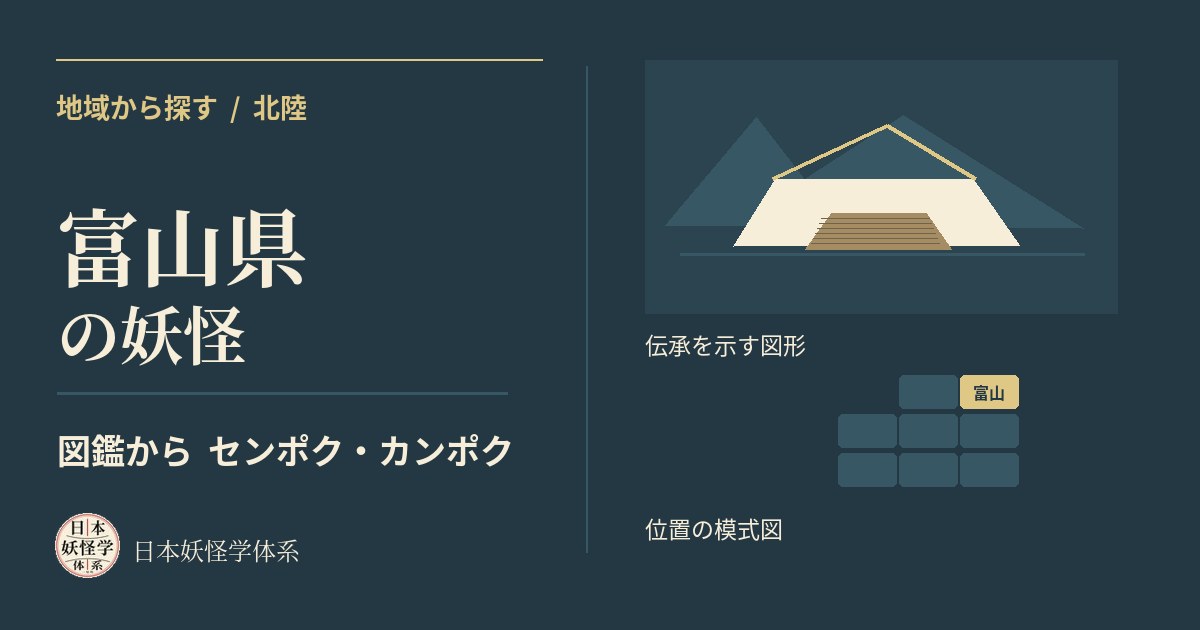 地域から探す / 北陸
富山県
の妖怪
図鑑から センポク・カンポク
日本
妖怪学
体系
日本妖怪学体系
伝承を示す図形
富山
位置の模式図